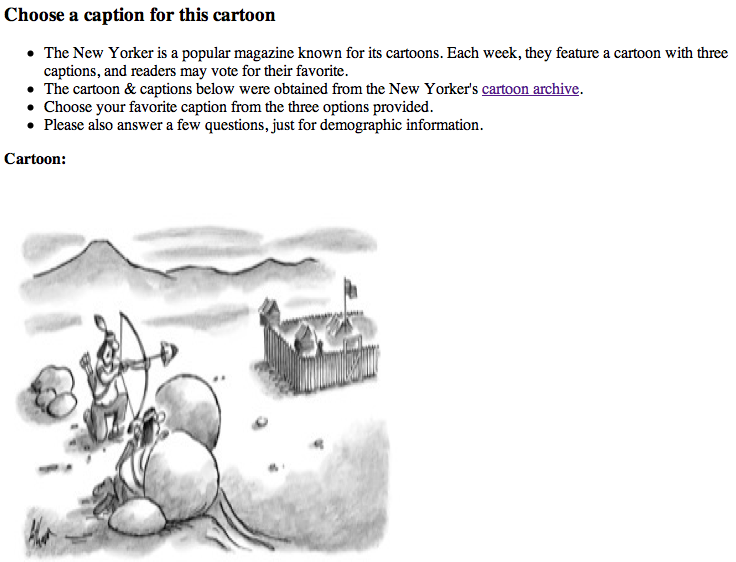 Choose a caption for this cartoon
• The New Yorker is a popular magazine known for its cartoons. Each week, they feature a cartoon with three
captions, and readers may vote for their favorite.
• The cartoon & captions below were obtained from the New Yorker's cartoon archive.
• Choose your favorite caption from the three options provided.
• Please also answer a few questions, just for demographic information.
Cartoon: